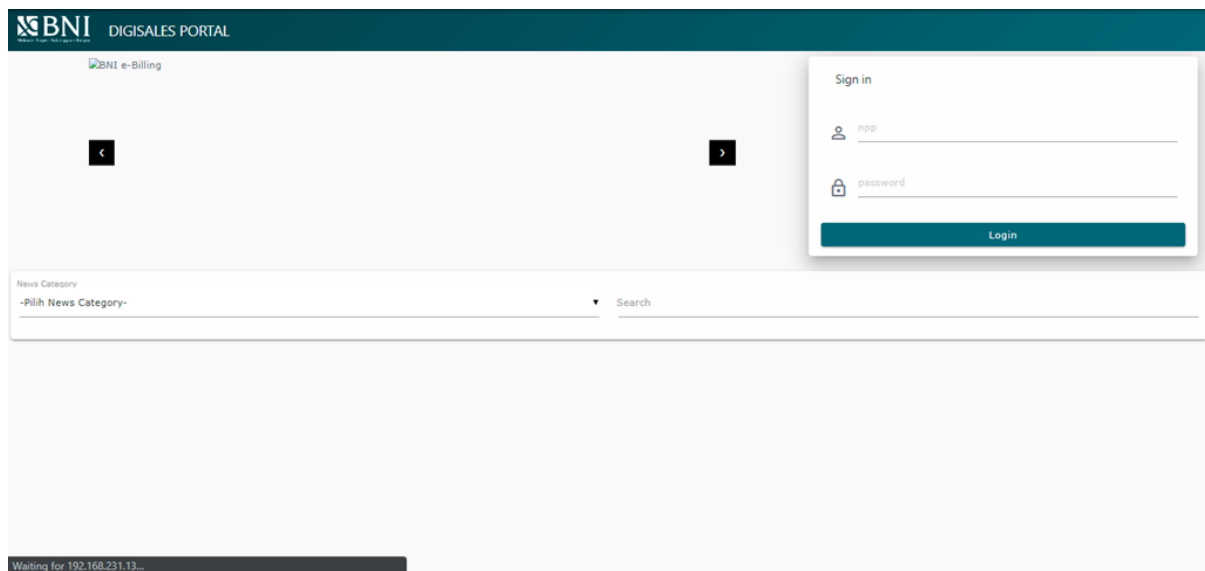 BNI DIGISALES PORTAL
BNI e-Billing
Sign in
npp
password
Login
News Category
-Pilih News Category-
Search
Waiting for 192.168.231.13...